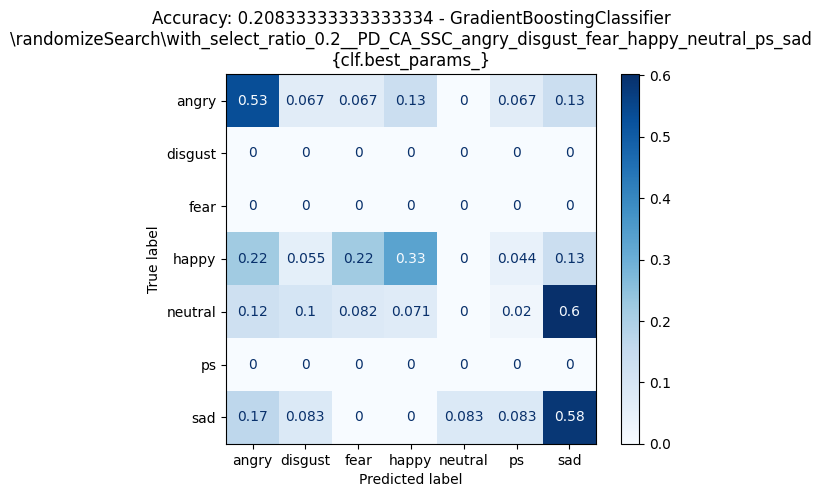 Accuracy: 0.20833333333333334 - GradientBoostingClassifier
\randomizeSearch\with_select_ratio_0.2__PD_CA_SSC_angry_disgust_fear_happy_neutral_ps_sad
{clf.best_params_}
angry 0.53 0.067 0.067 0.13 0 0.067 0.13
disgust 0 0 0 0 0 0 0
fear 0 0 0 0 0 0 0
happy 0.22 0.055 0.22 0.33 0 0.044 0.13
neutral 0.12 0.1 0.082 0.071 0 0.02 0.6
ps 0 0 0 0 0 0 0
sad 0.17 0.083 0 0 0.083 0.083 0.58
angry disgust fear happy neutral ps sad
Predicted label
True label
0.6
0.5
0.4
0.3
0.2
0.1
0.0